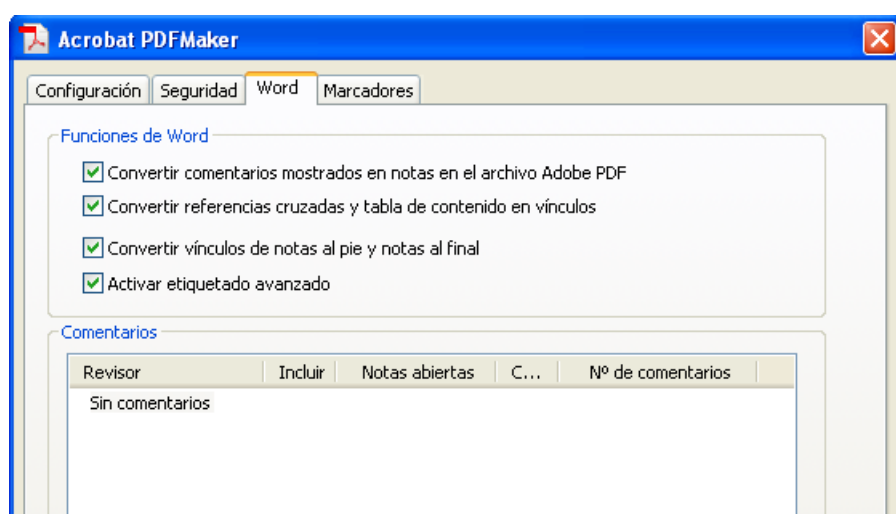 Acrobat PDFMaker
Configuración Seguridad Word Marcadores
Funciones de Word
Convertir comentarios mostrados en notas en el archivo Adobe PDF
Convertir referencias cruzadas y tabla de contenido en vínculos
Convertir vínculos de notas al pie y notas al final
Activar etiquetado avanzado
Comentarios
Revisor Incluir Notas abiertas C... Nº de comentarios
Sin comentarios